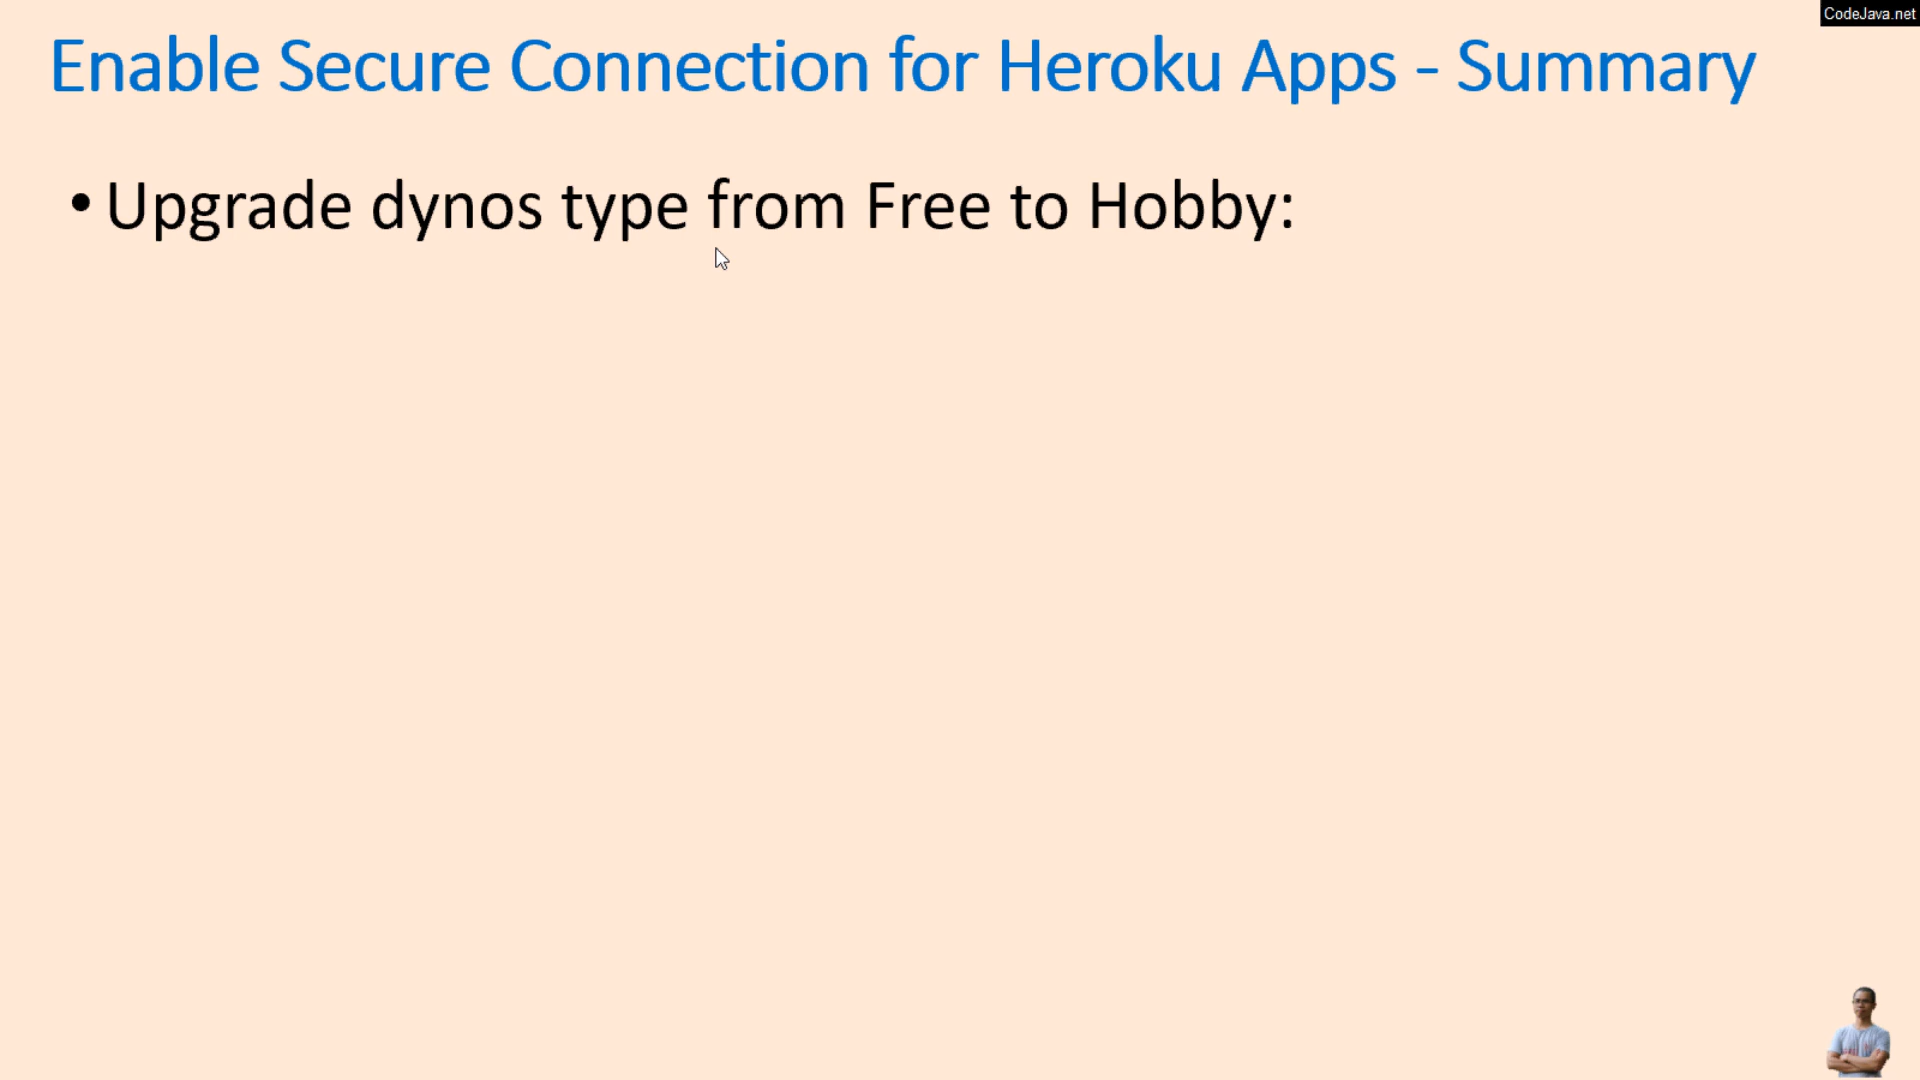 CodeJava.net
Enable Secure Connection for Heroku Apps - Summary
• Upgrade dynos type from Free to Hobby: